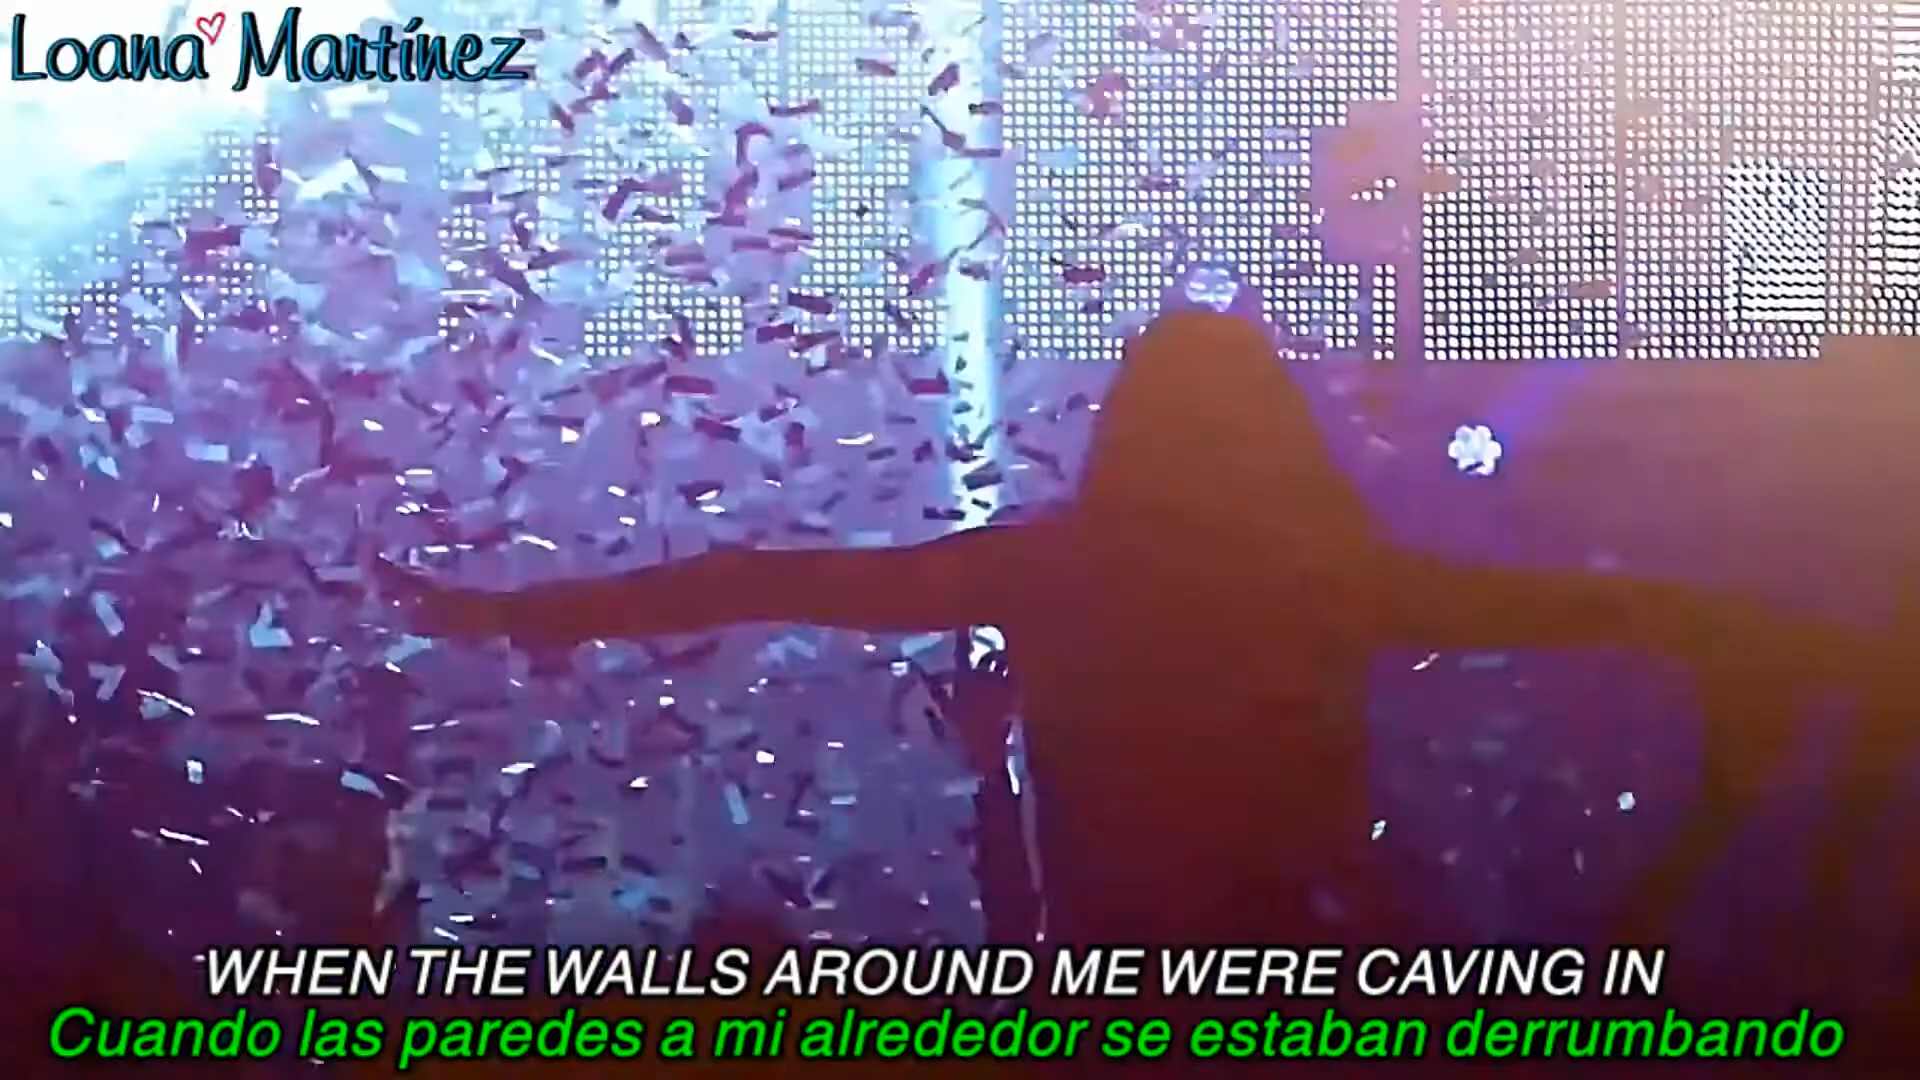 Loana Martínez
WHEN THE WALLS AROUND ME WERE CAVING IN
Cuando las paredes a mi alrededor se estaban derrumbando